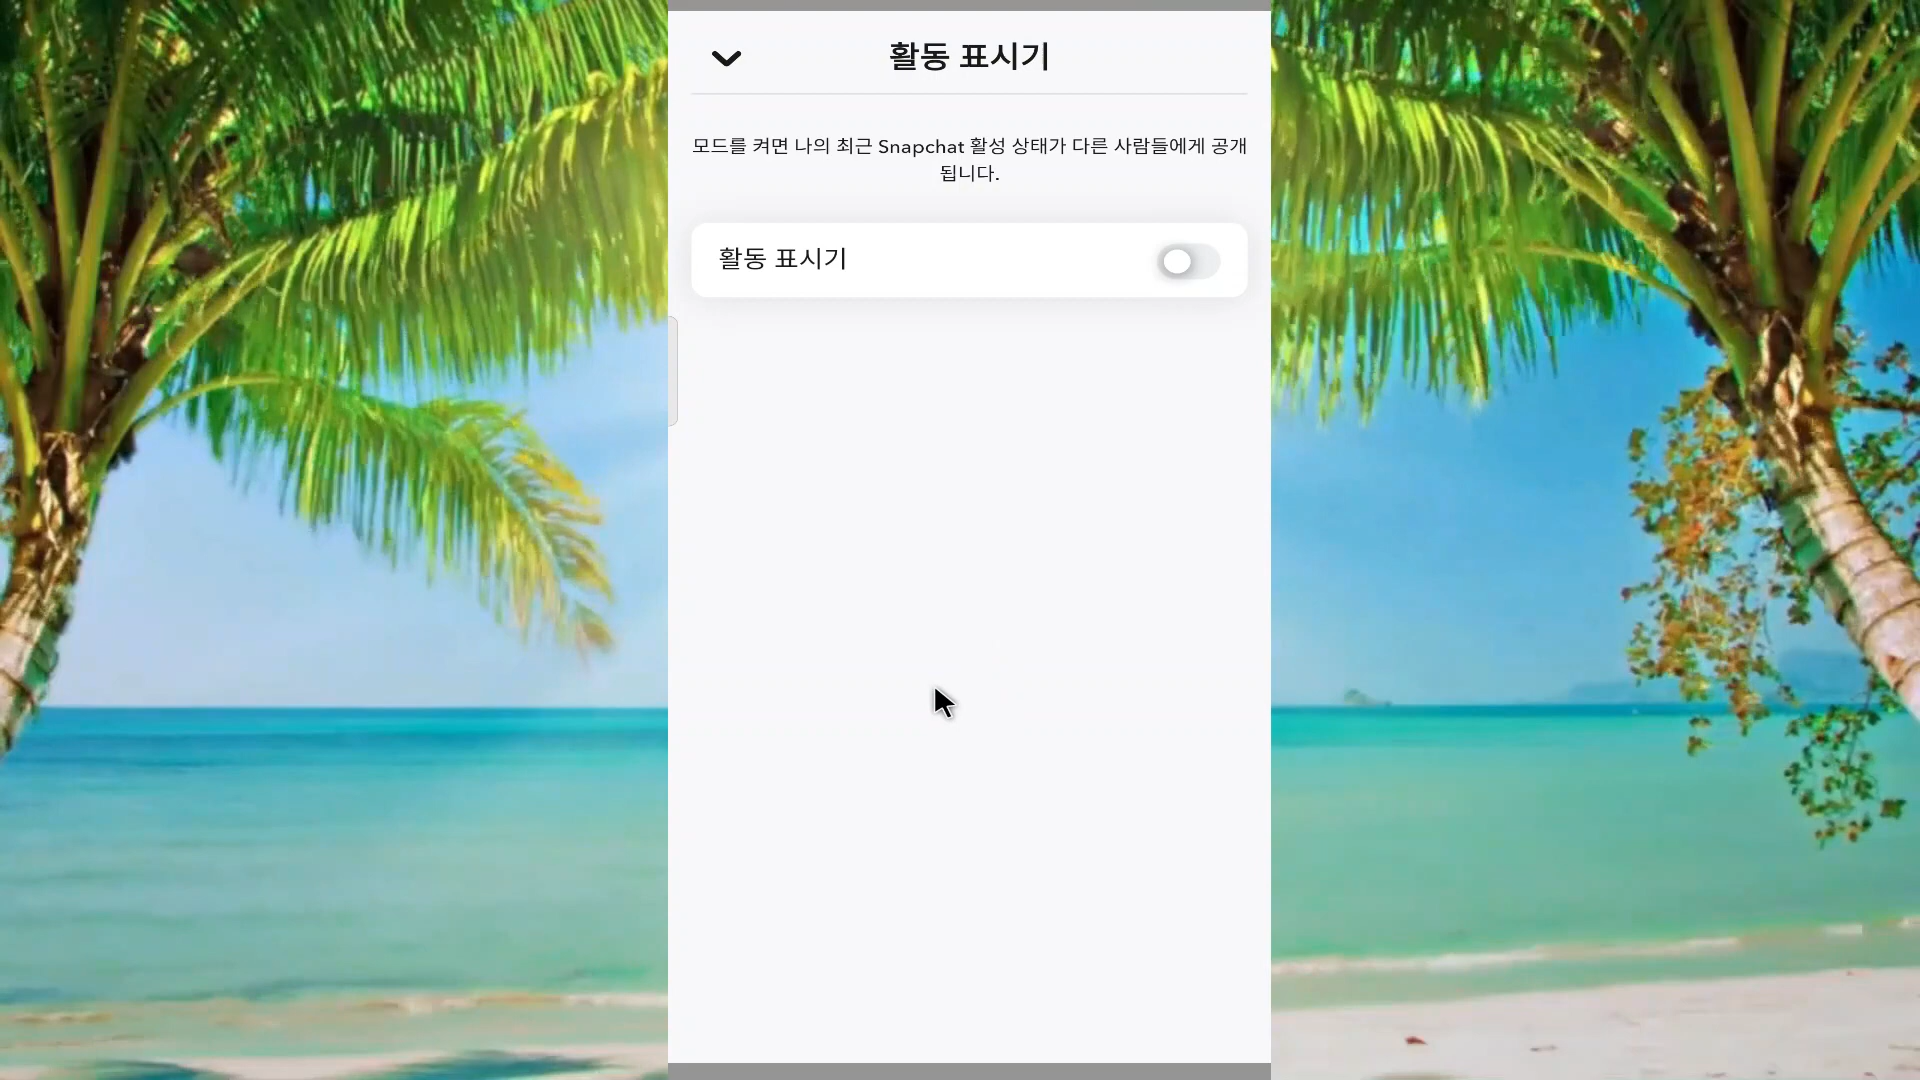 활동 표시기
모드를 켜면 나의 최근 Snapchat 활성 상태가 다른 사람들에게 공개
됩니다.
활동 표시기